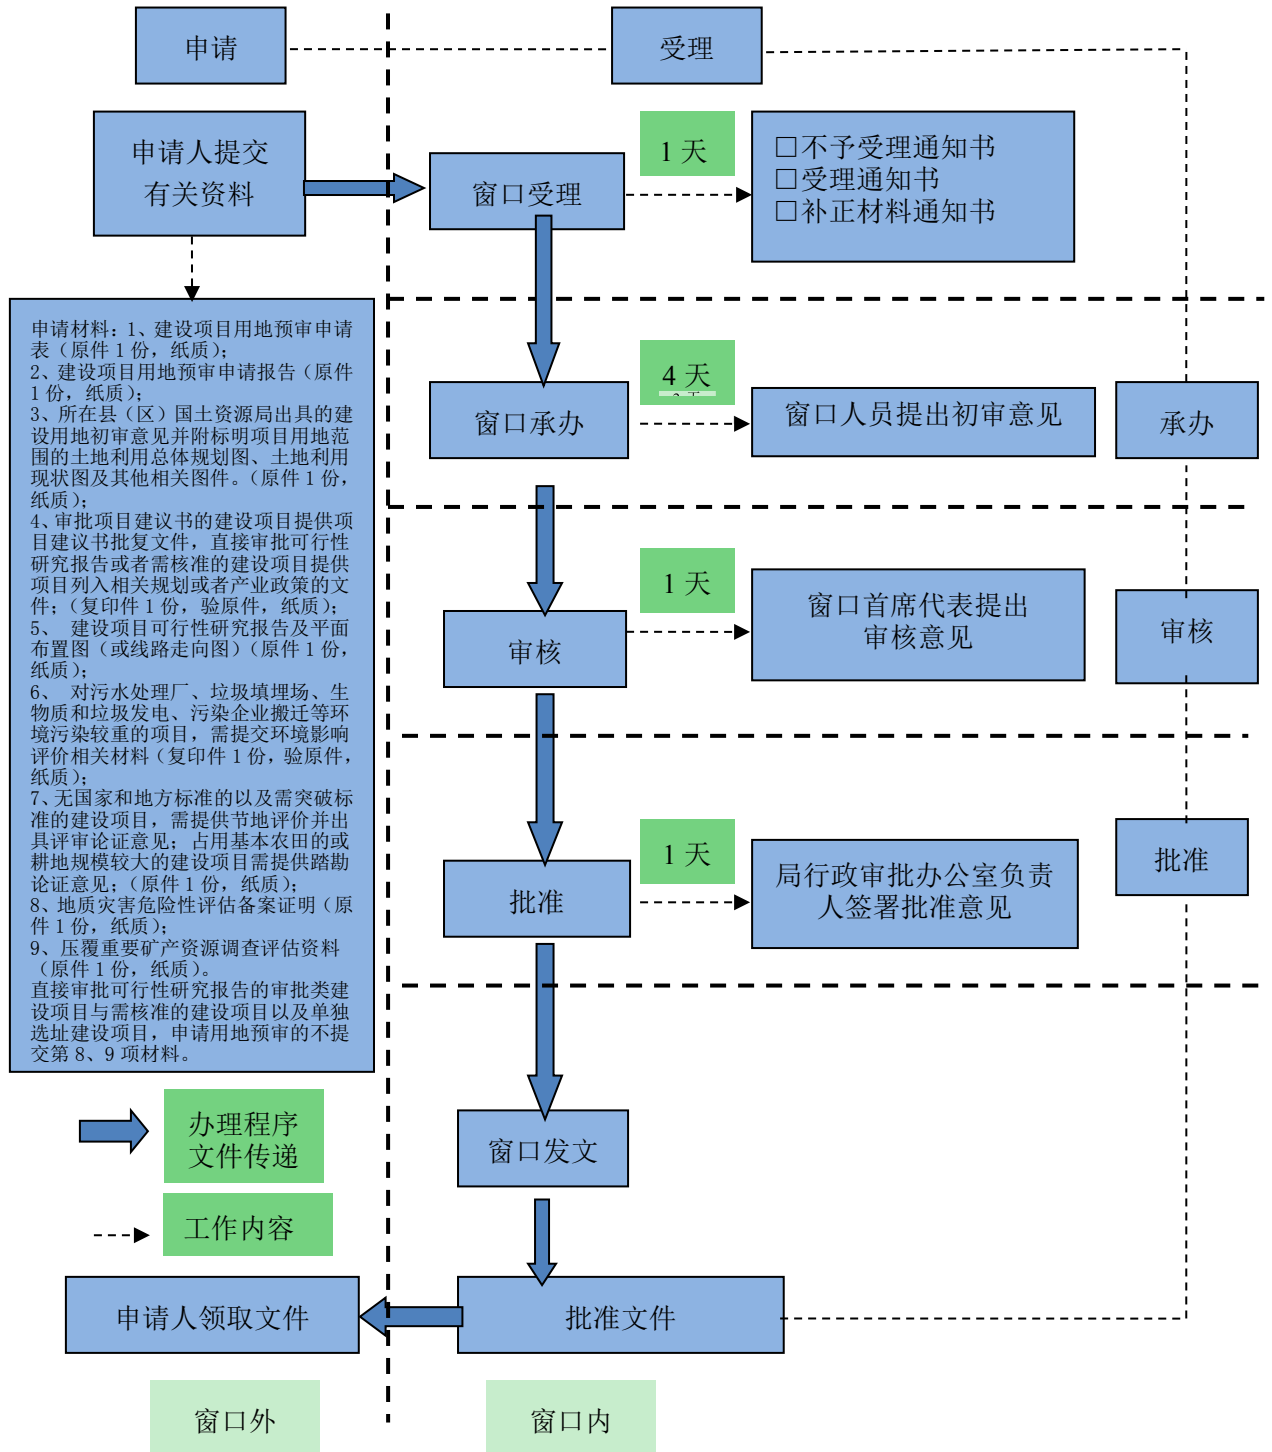 申请
受理
申请人提交
有关资料
窗口受理
1 天
□不予受理通知书
□受理通知书
□补正材料通知书
申请材料：1、建设项目用地预审申请
表（原件 1 份，纸质）；
2、建设项目用地预审申请报告（原件
1 份，纸质）；
3、所在县（区）国土资源局出具的建
设用地初审意见并附标明项目用地范
围的土地利用总体规划图、土地利用
现状图及其他相关图件。（原件 1 份，
纸质）；
4、审批项目建议书的建设项目提供项
目建议书批复文件，直接审批可行性
研究报告或者需核准的建设项目提供
项目列入相关规划或者产业政策的文
件；（复印件 1 份，验原件，纸质）；
5、 建设项目可行性研究报告及平面
布置图（或线路走向图）（原件 1 份，
纸质）；
6、 对污水处理厂、垃圾填埋场、生
物质和垃圾发电、污染企业搬迁等环
境污染较重的项目，需提交环境影响
评价相关材料（复印件 1 份，验原件，
纸质）；
7、无国家和地方标准的以及需突破标
准的建设项目，需提供节地评价并出
具评审论证意见；占用基本农田的或
耕地规模较大的建设项目需提供踏勘
论证意见；（原件 1 份，纸质）；
8、地质灾害危险性评估备案证明（原
件 1 份，纸质）；
9、压覆重要矿产资源调查评估资料
（原件 1 份，纸质）。
直接审批可行性研究报告的审批类建
设项目与需核准的建设项目以及单独
选址建设项目，申请用地预审的不提
交第 8、9 项材料。
4 天
窗口承办
窗口人员提出初审意见
承办
1 天
审核
窗口首席代表提出
审核意见
审核
1 天
批准
局行政审批办公室负责
人签署批准意见
批准
办理程序
文件传递
窗口发文
工作内容
申请人领取文件
批准文件
窗口外
窗口内